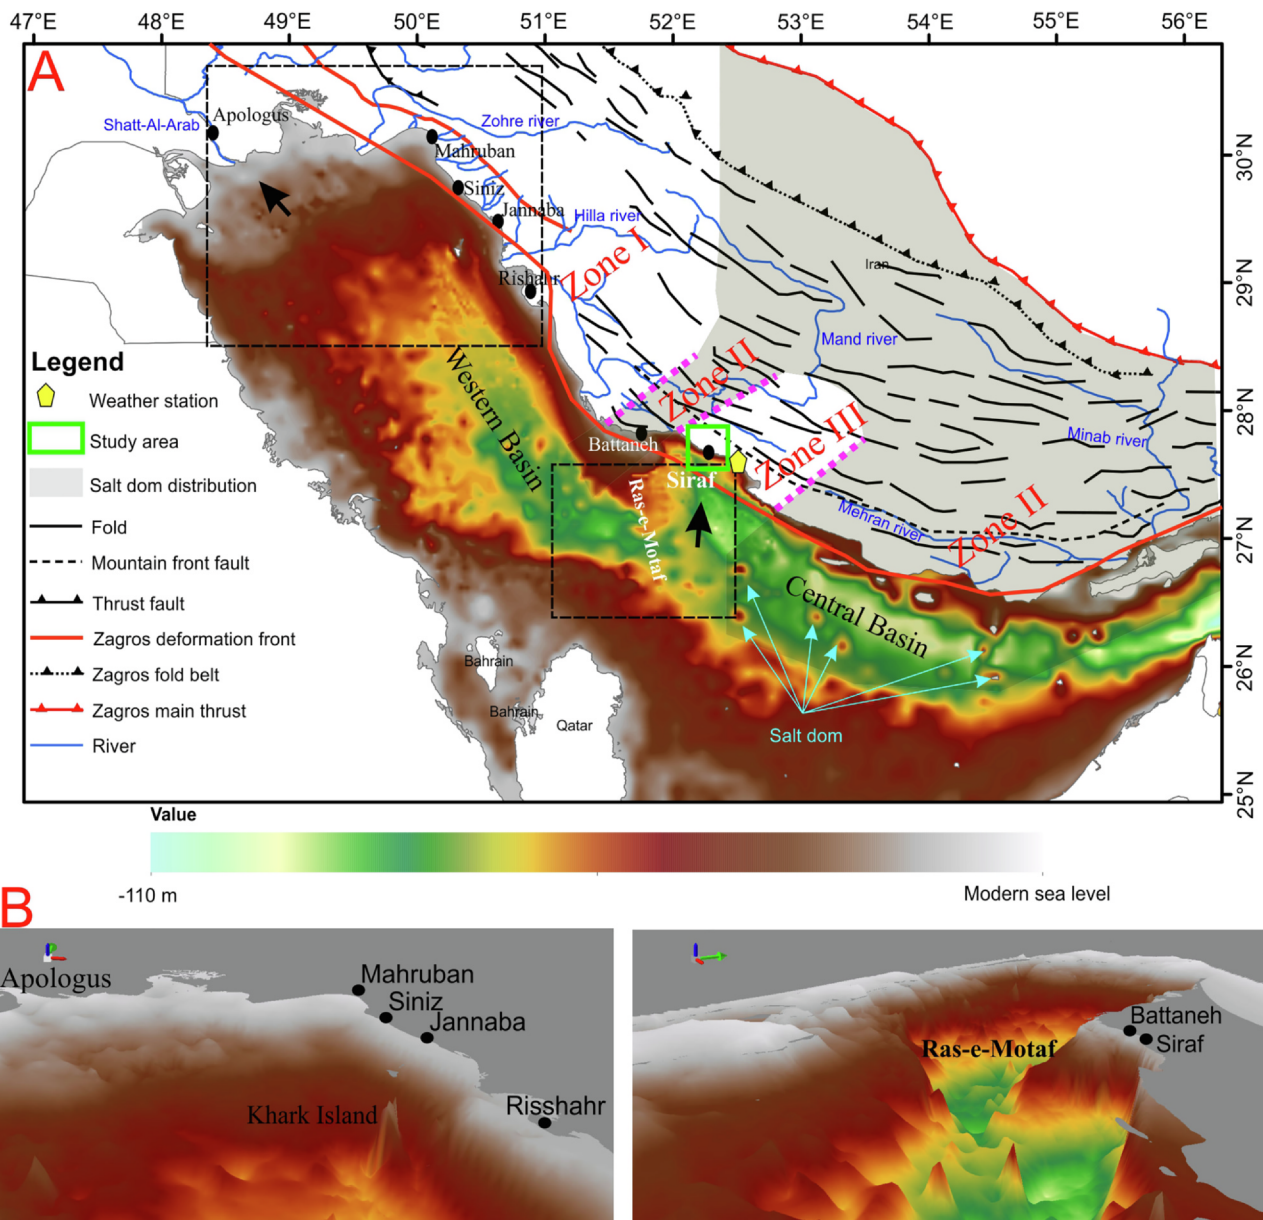 47°E 48°E 49°E 50°E 51°E 52°E 53°E 54°E 55°E 56°E
A
Shatt-Al-Arab
Apologus
Zohre river
Mahruban
30°N
Siniz
Jannaba
Hilla river
Zone I
Iran
Rishahr
29°N
Mand river
Legend
Weather station
Study area
Salt dom distribution
Fold
Mountain front fault
Thrust fault
Zagros deformation front
Zagros fold belt
Zagros main thrust
River
Western Basin
Zone II
28°N
Battaneh
Zone III
Minab river
Siraf
Ras-e-Motaf
Mehran river
Zone II
27°N
Central Basin
Bahrain
26°N
Bahrain
Qatar
Salt dom
25°N
Value
-110 m
Modern sea level
B
Apologus
Mahruban
Siniz
Jannaba
Khark Island
Risshahr
Battaneh
Siraf
Ras-e-Motaf